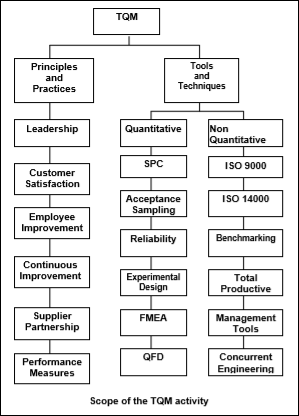 TQM
Principles
and
Practices
Tools
and
Techniques
Leadership
Quantitative
Non
Quantitative
Customer
Satisfaction
SPC
ISO 9000
Employee
Improvement
Acceptance
Sampling
ISO 14000
Continuous
Improvement
Reliability
Benchmarking
Supplier
Partnership
Experimental
Design
Total
Productive
Performance
Measures
FMEA
Management
Tools
QFD
Concurrent
Engineering
Scope of the TQM activity